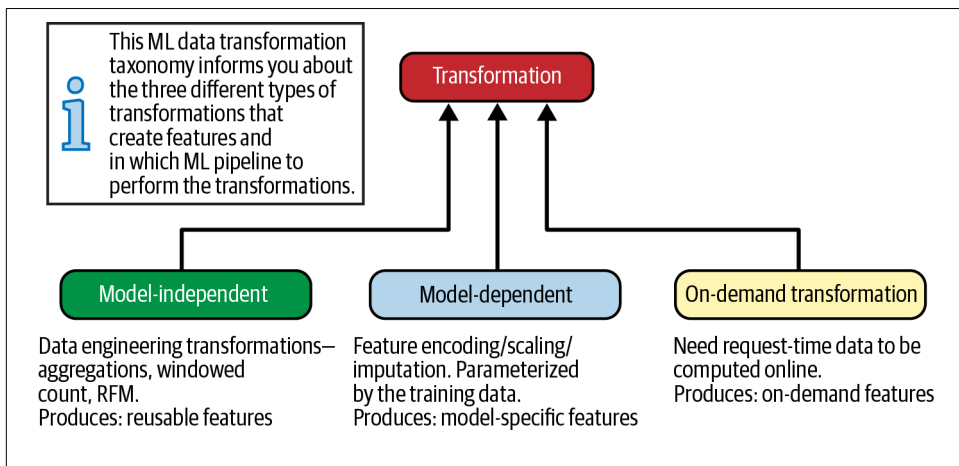 This ML data transformation
taxonomy informs you about
the three different types of
transformations that
create features and
in which ML pipeline to
perform the transformations.
Transformation
Model-independent
Model-dependent
On-demand transformation
Data engineering transformations—
aggregations, windowed
count, RFM.
Produces: reusable features
Feature encoding/scaling/
imputation. Parameterized
by the training data.
Produces: model-specific features
Need request-time data to be
computed online.
Produces: on-demand features